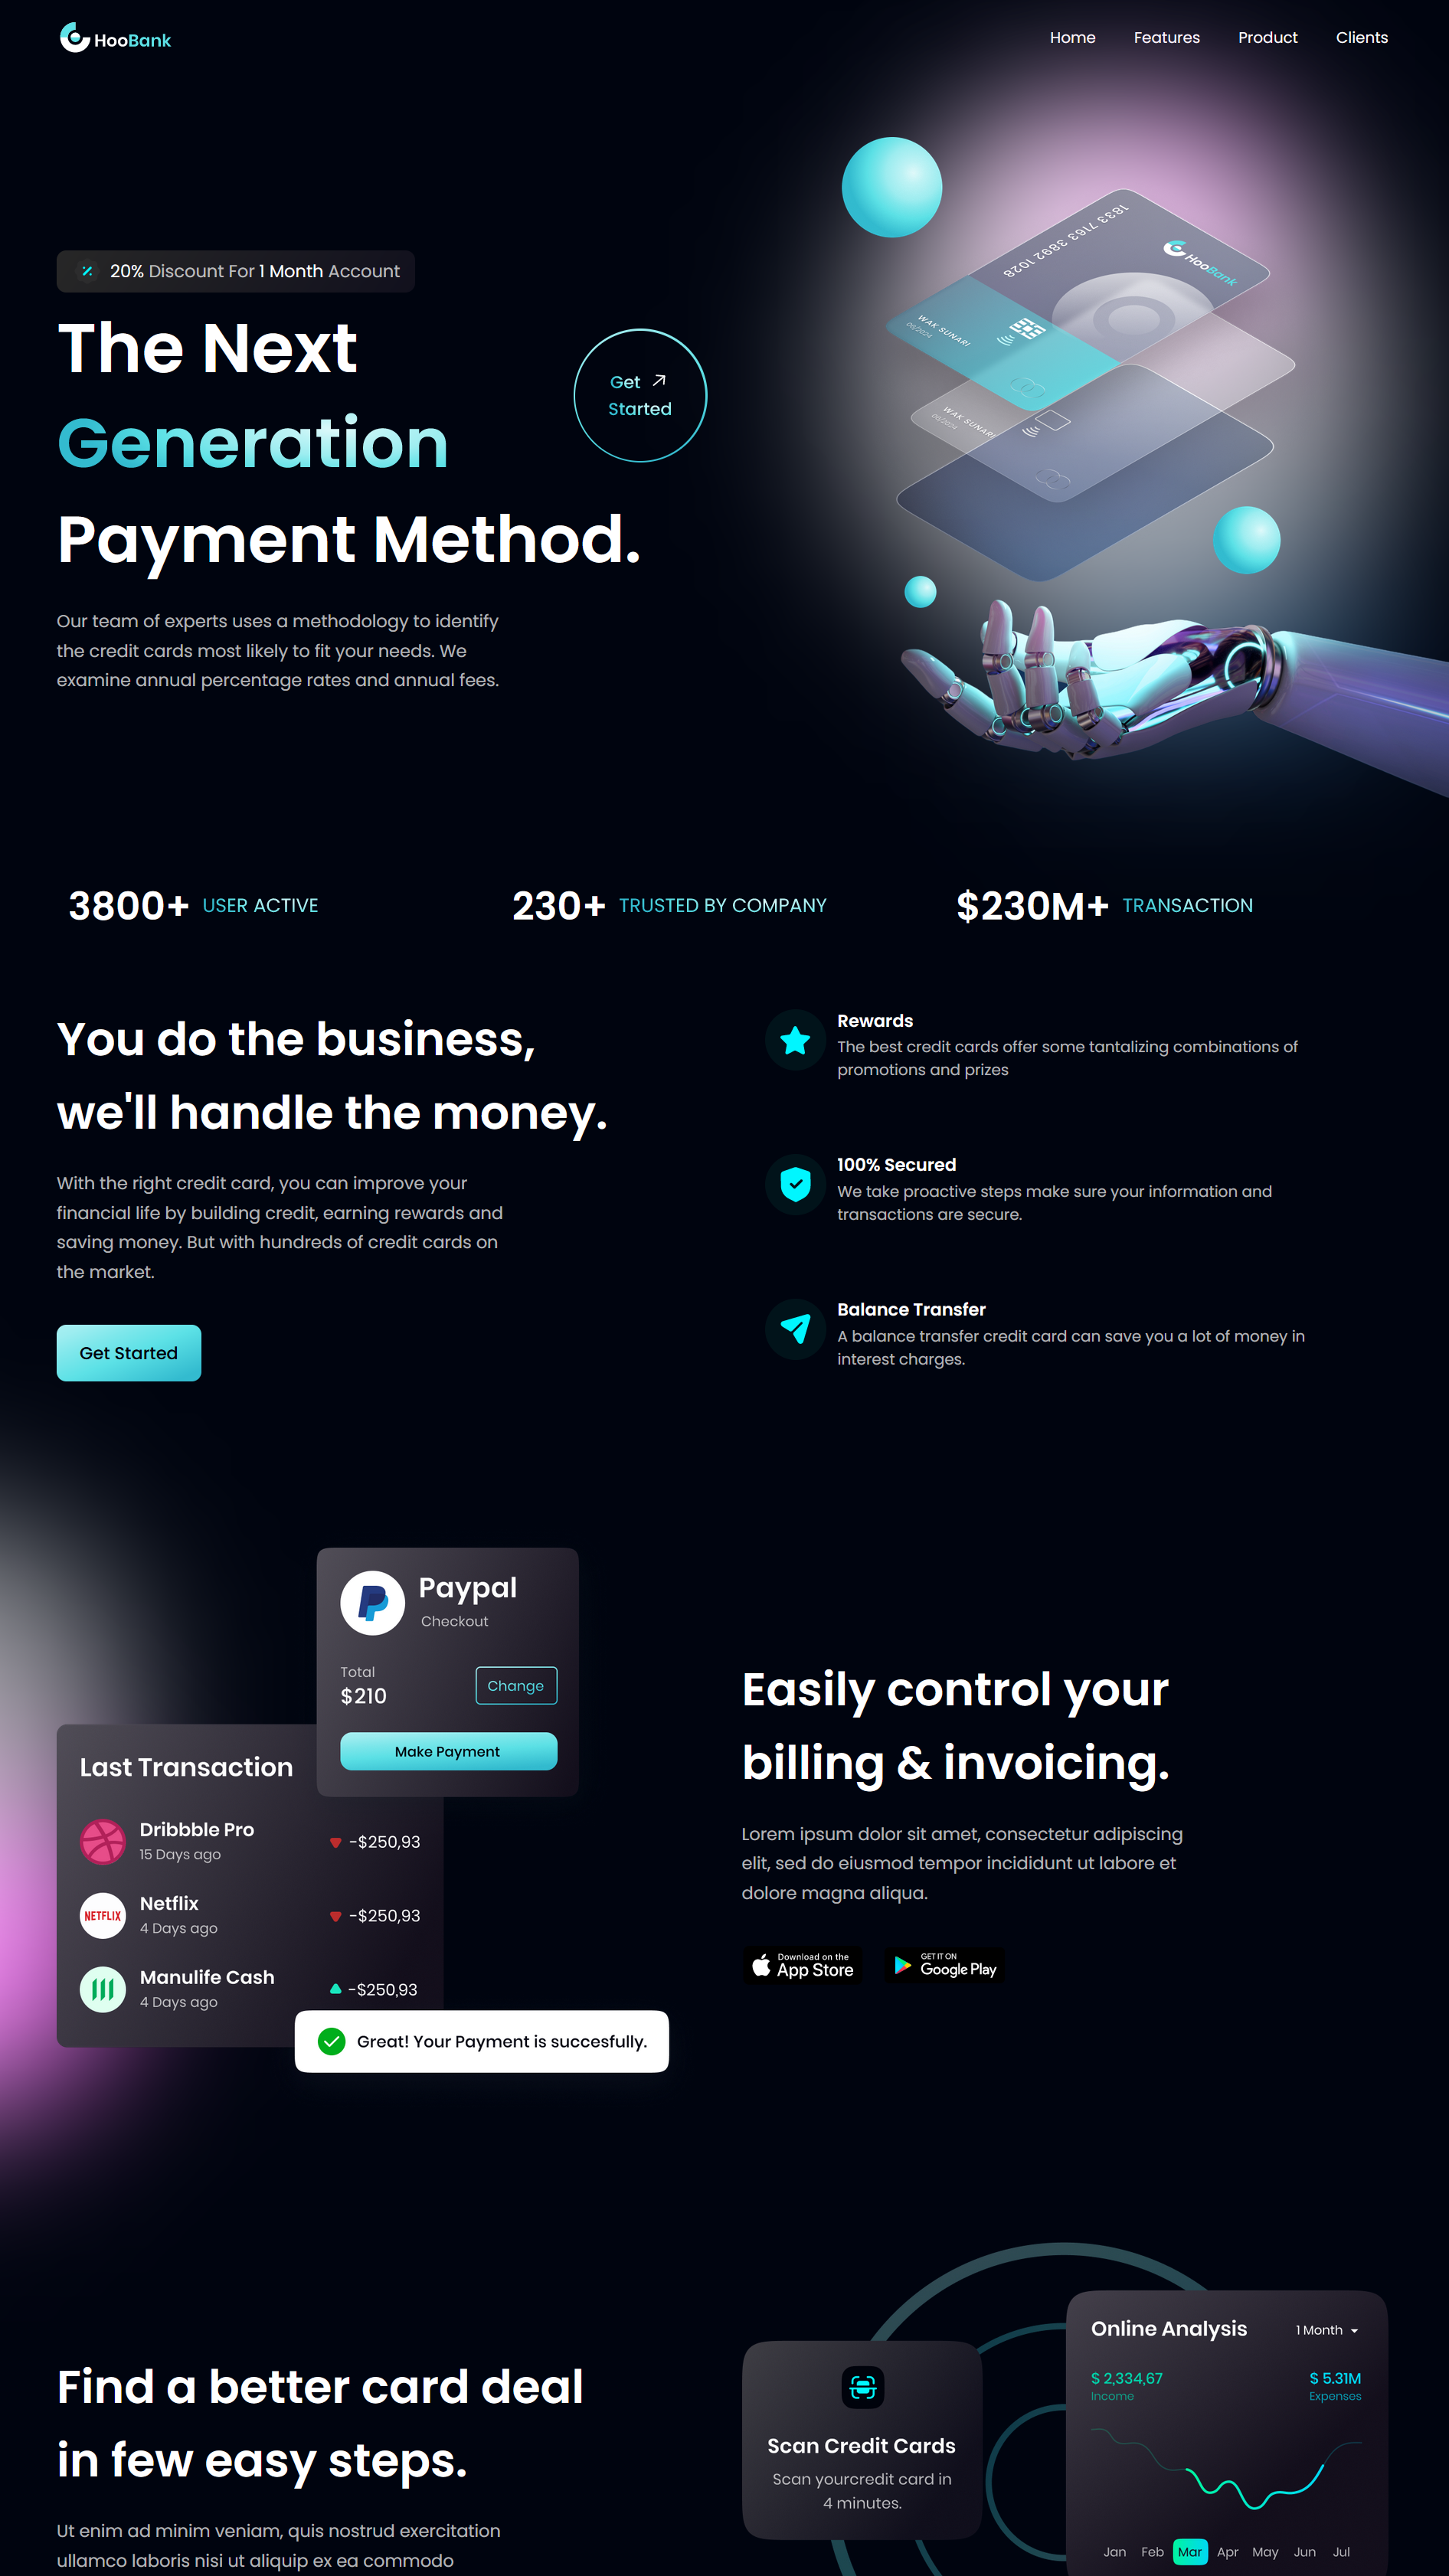 HooBank
Home
Features
Product
Clients
20% Discount For 1 Month Account
The Next
Generation
Payment Method.
Get
Started
Our team of experts uses a methodology to identify
the credit cards most likely to fit your needs. We
examine annual percentage rates and annual fees.
1833 7163 3892 1028
HooBank
WAK SUNARI
06/2024
WAK SUNARI
06/2024
3800+ USER ACTIVE
230+ TRUSTED BY COMPANY
$230M+ TRANSACTION
You do the business,
we'll handle the money.
With the right credit card, you can improve your
financial life by building credit, earning rewards and
saving money. But with hundreds of credit cards on
the market.
Get Started
Rewards
The best credit cards offer some tantalizing combinations of
promotions and prizes
100% Secured
We take proactive steps make sure your information and
transactions are secure.
Balance Transfer
A balance transfer credit card can save you a lot of money in
interest charges.
Paypal
Checkout
Total
$210
Change
Make Payment
Last Transaction
Dribbble Pro
15 Days ago
-$250,93
NETFLIX
Netflix
4 Days ago
-$250,93
Manulife Cash
4 Days ago
-$250,93
Great! Your Payment is succesfully.
Easily control your
billing & invoicing.
Lorem ipsum dolor sit amet, consectetur adipiscing
elit, sed do eiusmod tempor incididunt ut labore et
dolore magna aliqua.
Download on the
App Store
GET IT ON
Google Play
Find a better card deal
in few easy steps.
Ut enim ad minim veniam, quis nostrud exercitation
ullamco laboris nisi ut aliquip ex ea commodo
Scan Credit Cards
Scan yourcredit card in
4 minutes.
Online Analysis
1 Month
$ 2,334,67
Income
$ 5.31M
Expenses
Jan Feb Mar Apr May Jun Jul